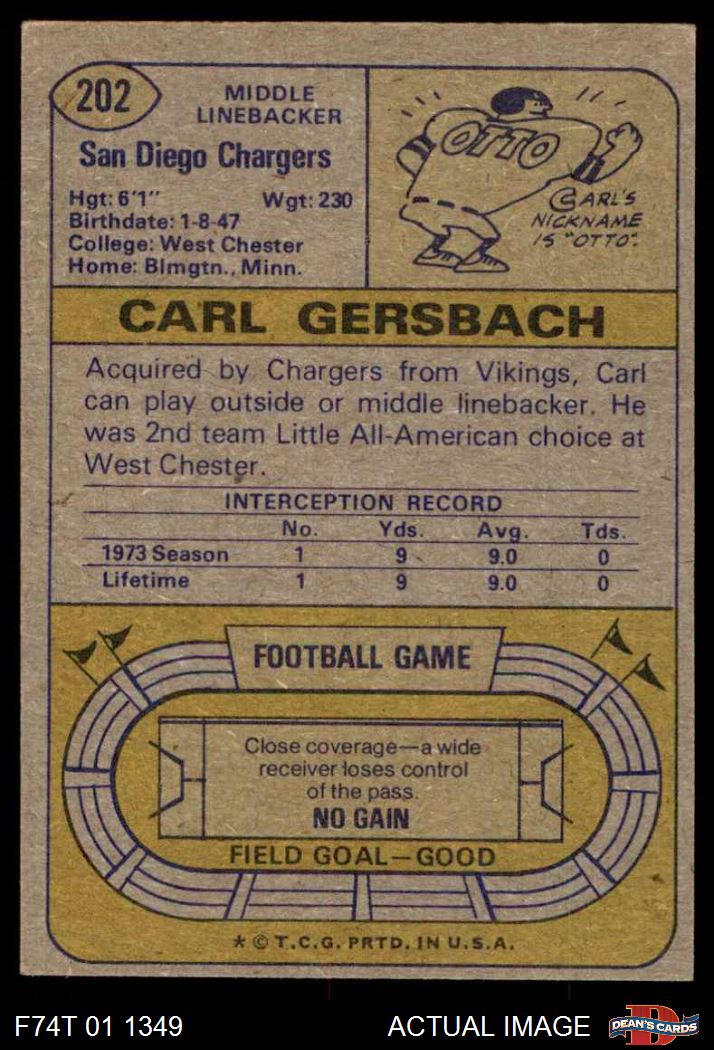 202
MIDDLE
LINEBACKER
San Diego Chargers
Hgt: 6'1" Wgt: 230
Birthdate: 1-8-47
College: West Chester
Home: Blmgtn., Minn.
OTTO
CARL'S
NICKNAME
IS "OTTO".
CARL GERSBACH
Acquired by Chargers from Vikings, Carl
can play outside or middle linebacker. He
was 2nd team Little All-American choice at
West Chester.
INTERCEPTION RECORD
No. Yds. Avg. Tds.
1973 Season 1 9 9.0 0
Lifetime 1 9 9.0 0
FOOTBALL GAME
Close coverage—a wide
receiver loses control
of the pass.
NO GAIN
FIELD GOAL—GOOD
* © T.C.G. PRTD. IN U.S.A.
F74T 01 1349 ACTUAL IMAGE DEAN'S CARDS